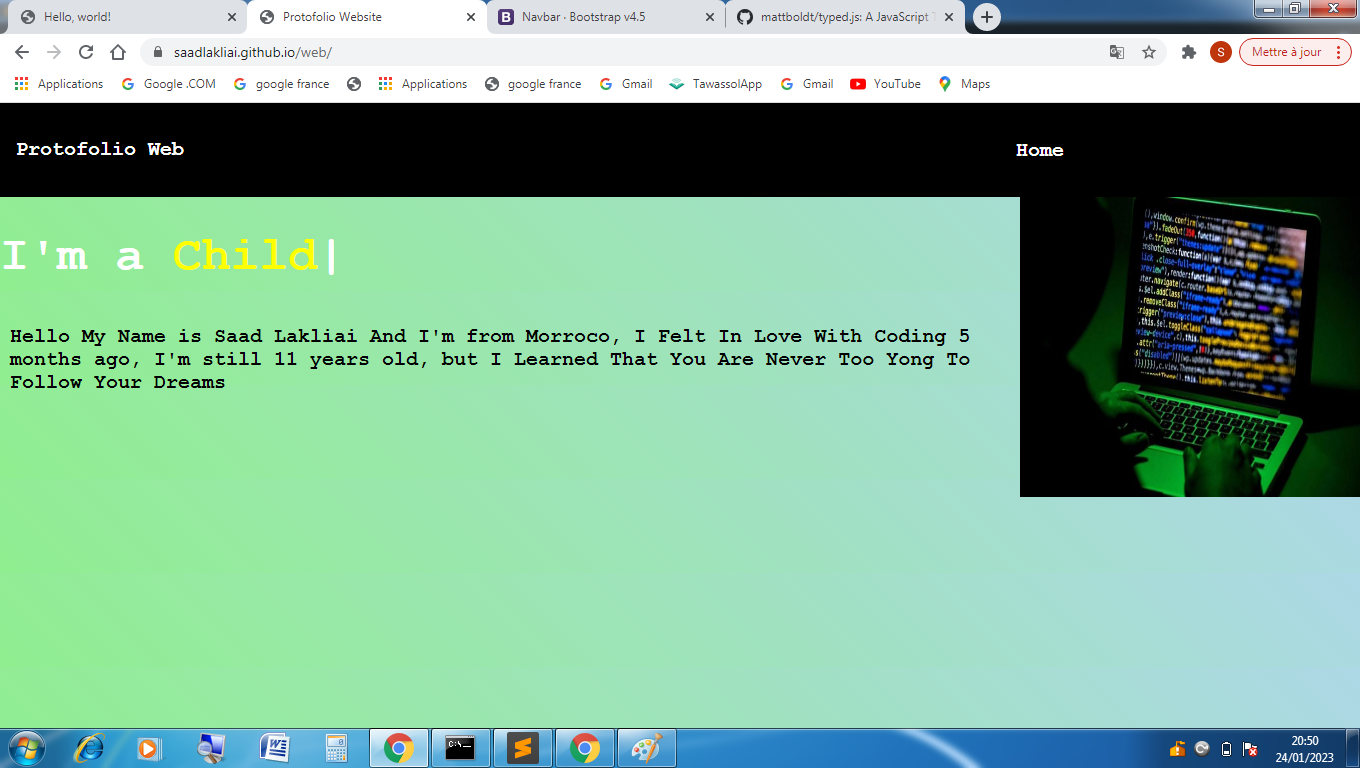 Hello, world!
Protofolio Website
Navbar · Bootstrap v4.5
mattboldt/typed.js: A JavaScript
saadlakliai.github.io/web/
S
Mettre à jour
Applications
Google .COM
google france
Applications
google france
Gmail
TawassolApp
Gmail
YouTube
Maps
Protofolio Web
Home
I'm a Child|
Hello My Name is Saad Lakliai And I'm from Morroco, I Felt In Love With Coding 5
months ago, I'm still 11 years old, but I Learned That You Are Never Too Yong To
Follow Your Dreams
20:50
24/01/2023